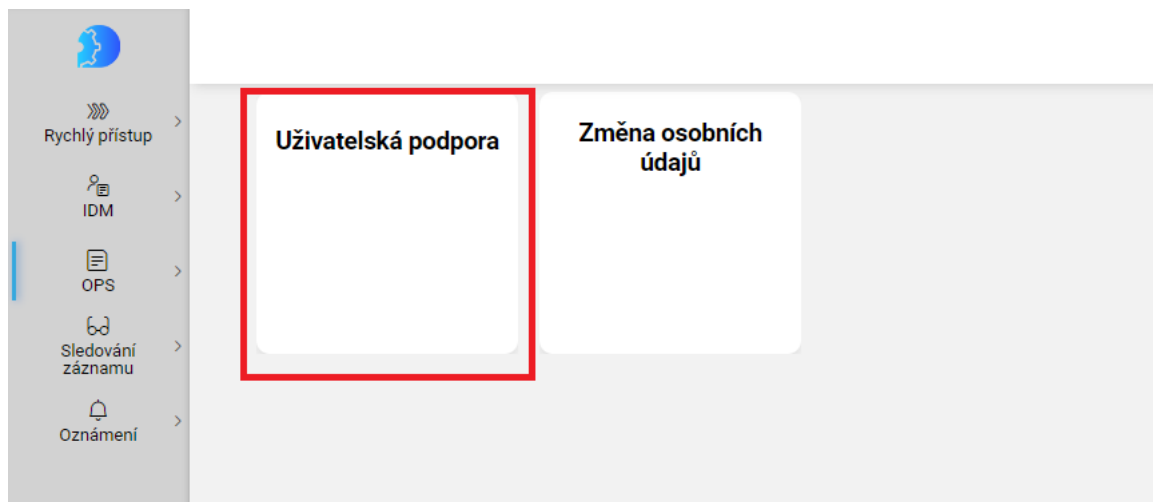 Rychlý přístup
IDM
OPS
Sledování
záznamu
Oznámení
Uživatelská podpora
Změna osobních
údajů